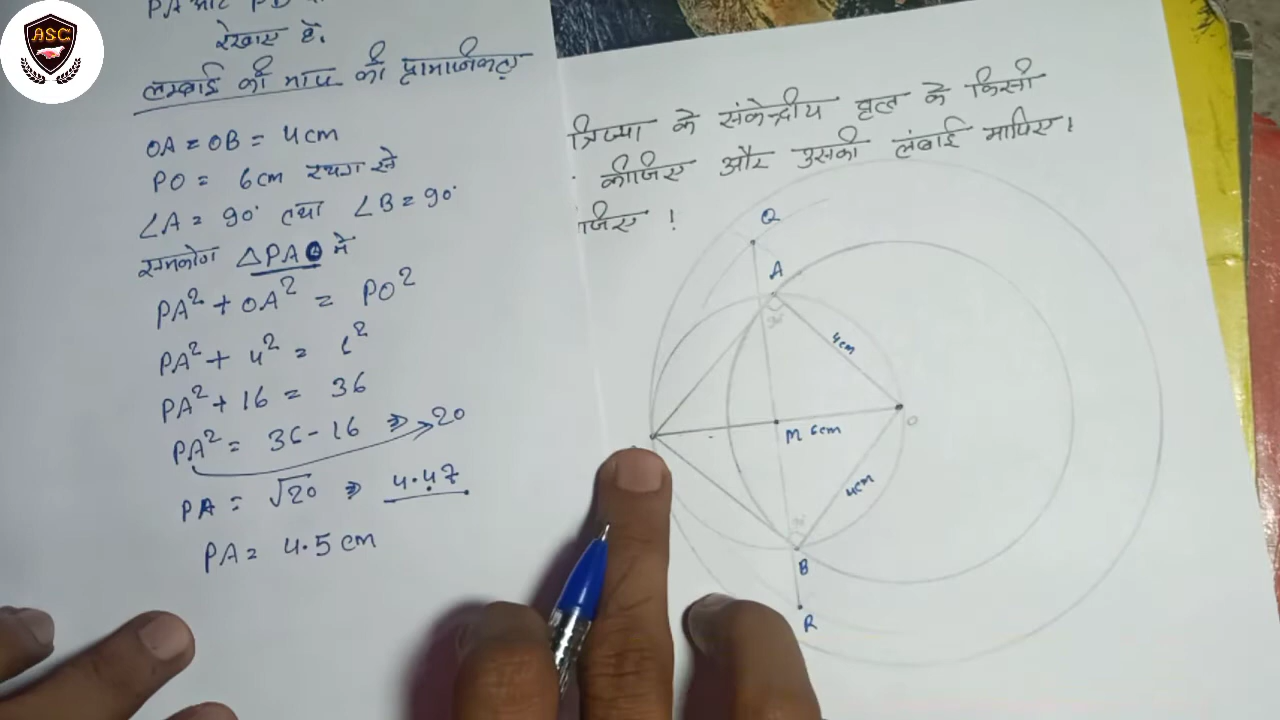 ASC
रेखाए है.
लम्बाई की माप की प्रामाणिकता
OA = OB = 4cm
PO = 6cm
∠A = 90° तथा ∠B = 90°
समकोण △PAO में
PA² + OA² = PO²
PA² + 4² = 6²
PA² + 16 = 36
PA² = 36 - 16 ⇒ 20
PA = √20 ⇒ 4.47
PA = 4.5 cm
त्रिज्या के संकेन्द्रीय वृत्त के किसी
कीजिए और उसकी लंबाई मापिए।
जिए !
Q
A
90°
4cm
O
M 6cm
4cm
90°
B
R